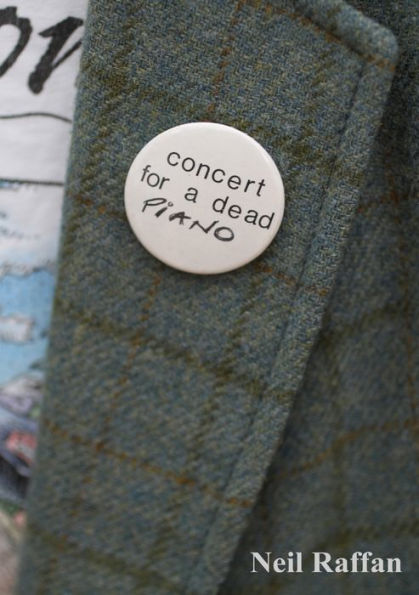 concert
for a dead
PIANO
Neil Raffan